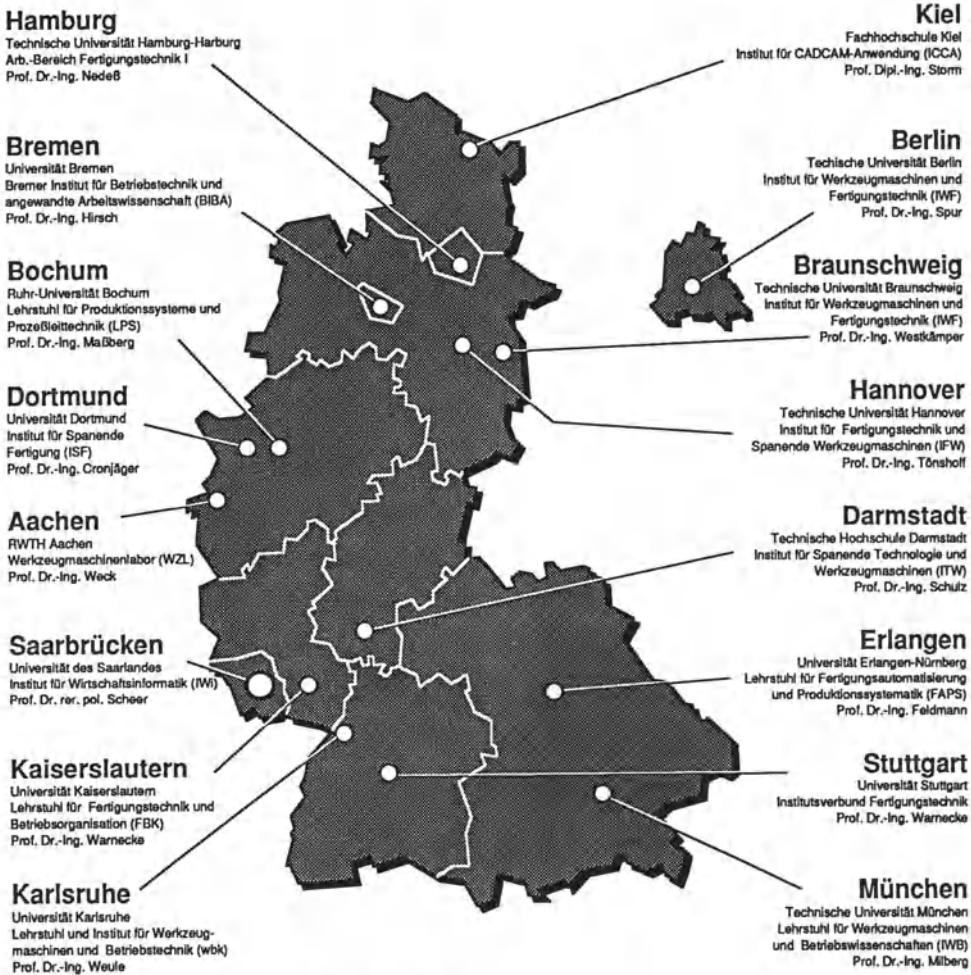 Hamburg
Technische Universität Hamburg-Harburg
Arb.-Bereich Fertigungstechnik I
Prof. Dr.-Ing. Nedeß
Bremen
Universität Bremen
Bremer Institut für Betriebstechnik und
angewandte Arbeitswissenschaft (BIBA)
Prof. Dr.-Ing. Hirsch
Bochum
Ruhr-Universität Bochum
Lehrstuhl für Produktionssysteme und
Prozeßleittechnik (LPS)
Prof. Dr.-Ing. Maßberg
Dortmund
Universität Dortmund
Institut für Spanende
Fertigung (ISF)
Prof. Dr.-Ing. Cronjäger
Aachen
RWTH Aachen
Werkzeugmaschinenlabor (WZL)
Prof. Dr.-Ing. Weck
Saarbrücken
Universität des Saarlandes
Institut für Wirtschaftsinformatik (IWi)
Prof. Dr. rer. pol. Scheer
Kaiserslautern
Universität Kaiserslautern
Lehrstuhl für Fertigungstechnik und
Betriebsorganisation (FBK)
Prof. Dr.-Ing. Warnecke
Karlsruhe
Universität Karlsruhe
Lehrstuhl und Institut für Werkzeug-
maschinen und Betriebstechnik (wbk)
Prof. Dr.-Ing. Weule
Kiel
Fachhochschule Kiel
Institut für CADCAM-Anwendung (ICCA)
Prof. Dipl.-Ing. Storm
Berlin
Techische Universität Berlin
Institut für Werkzeugmaschinen und
Fertigungstechnik (IWF)
Prof. Dr.-Ing. Spur
Braunschweig
Technische Universität Braunschweig
Institut für Werkzeugmaschinen und
Fertigungstechnik (IWF)
Prof. Dr.-Ing. Westkämper
Hannover
Technische Universität Hannover
Institut für Fertigungstechnik und
Spanende Werkzeugmaschinen (IFW)
Prof. Dr.-Ing. Tönshoff
Darmstadt
Technische Hochschule Darmstadt
Institut für Spanende Technologie und
Werkzeugmaschinen (ITW)
Prof. Dr.-Ing. Schulz
Erlangen
Universität Erlangen-Nürnberg
Lehrstuhl für Fertigungsautomatisierung
und Produktionssystematik (FAPS)
Prof. Dr.-Ing. Feldmann
Stuttgart
Universität Stuttgart
Institutsverbund Fertigungstechnik
Prof. Dr.-Ing. Warnecke
München
Technische Universität München
Lehrstuhl für Werkzeugmaschinen
und Betriebswissenschaften (IWB)
Prof. Dr.-Ing. Milberg